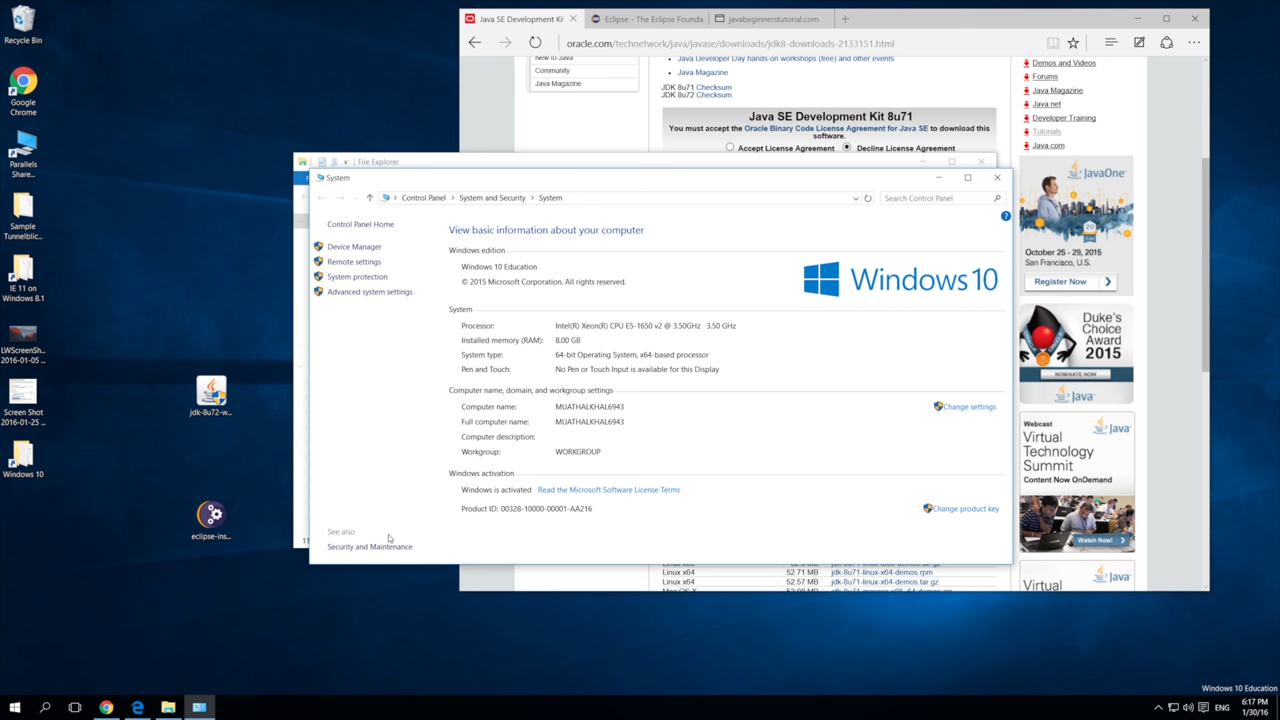 Recycle Bin
Google
Chrome
Parallels
Share...
Sample
Tunnelblic...
IE 11 on
Windows 8.1
LWScreenSh...
2016-01-05 ...
Screen Shot
2016-01-25 ...
Windows 10
jdk-8u72-w...
eclipse-ins...
Java SE Development Kit
Eclipse - The Eclipse Founda
javabeginnerstutorial.com
oracle.com/technetwork/java/javase/downloads/jdk8-downloads-2133151.html
New to Java
Community
Java Magazine
Java Developer Day hands-on workshops (free) and other events
Java Magazine
JDK 8u71 Checksum
JDK 8u72 Checksum
Java SE Development Kit 8u71
You must accept the Oracle Binary Code License Agreement for Java SE to download this
software.
Accept License Agreement
Decline License Agreement
Demos and Videos
Forums
Java Magazine
Java.net
Developer Training
Tutorials
Java.com
JavaOne
October 25 - 29, 2015
San Francisco, U.S.
Register Now
Duke's
Choice
Award
2015
NOMINATE NOW
Java
Webcast
Java
Virtual
Technology
Summit
Content Now OnDemand
Watch Now!
Java
Virtual
File Explorer
System
Control Panel
System and Security
System
Search Control Panel
Control Panel Home
Device Manager
Remote settings
System protection
Advanced system settings
See also
Security and Maintenance
View basic information about your computer
Windows edition
Windows 10 Education
© 2015 Microsoft Corporation. All rights reserved.
Windows 10
System
Processor: Intel(R) Xeon(R) CPU E5-1650 v2 @ 3.50GHz 3.50 GHz
Installed memory (RAM): 8.00 GB
System type: 64-bit Operating System, x64-based processor
Pen and Touch: No Pen or Touch Input is available for this Display
Computer name, domain, and workgroup settings
Computer name: MUATHALKHAL6943
Change settings
Full computer name: MUATHALKHAL6943
Computer description:
Workgroup: WORKGROUP
Windows activation
Windows is activated Read the Microsoft Software License Terms
Product ID: 00328-10000-00001-AA216
Change product key
Linux x64 52.71 MB jdk-8u71-linux-x64-demos.rpm
Linux x64 52.57 MB jdk-8u71-linux-x64-demos.tar.gz
Windows 10 Education
ENG
6:17 PM
1/30/16